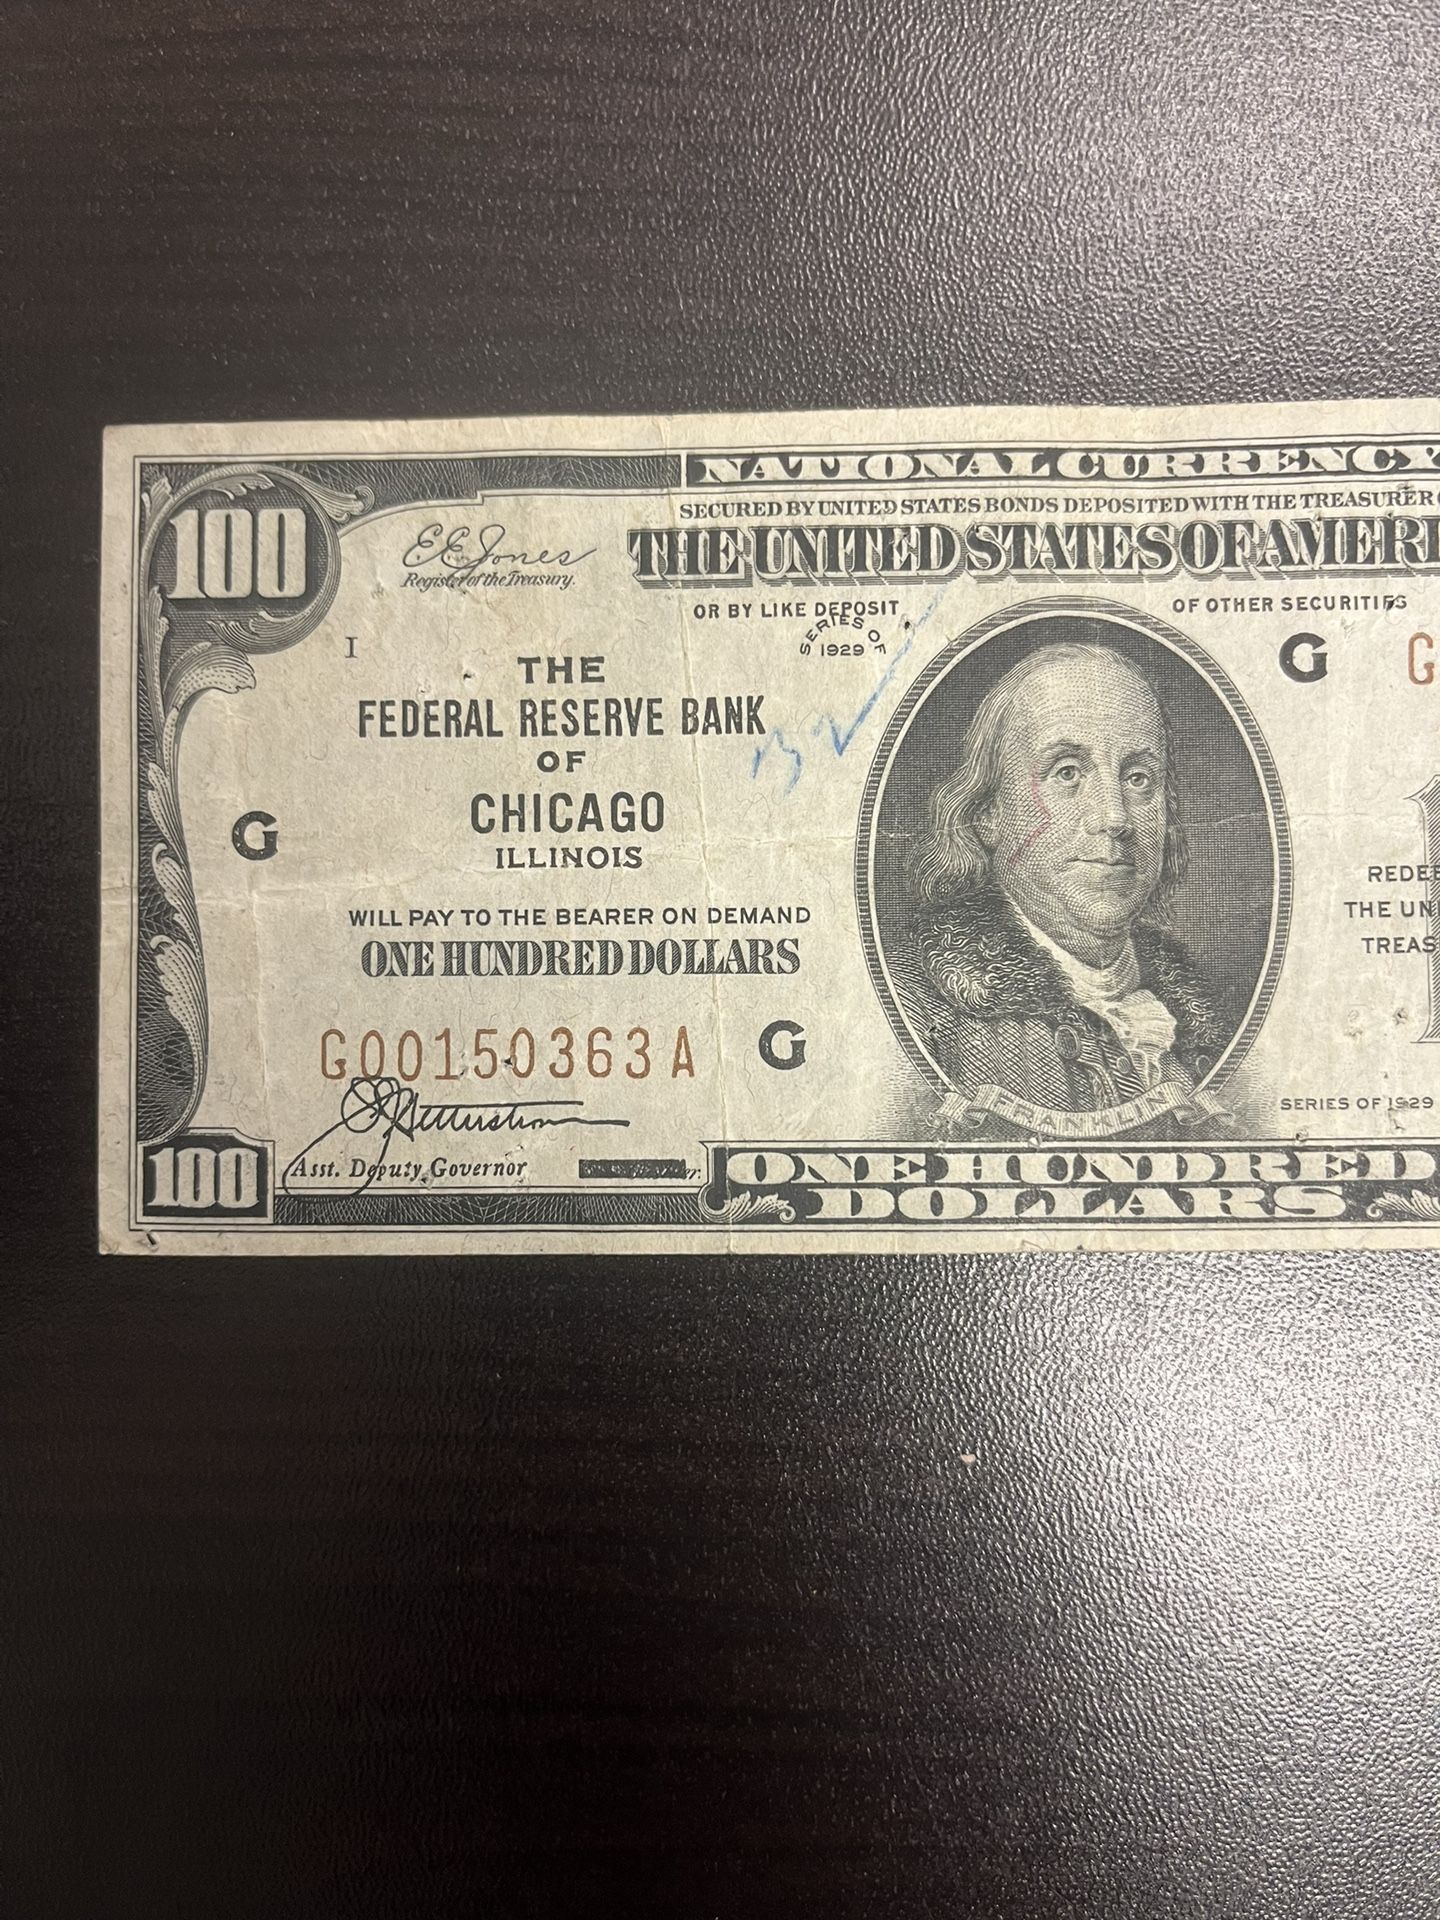 NATIONAL CURRENCY
SECURED BY UNITED STATES BONDS DEPOSITED WITH THE TREASURER
100
E E Jones
THE UNITED STATES OF AMERI
Register of the Treasury.
OR BY LIKE DEPOSIT
OF OTHER SECURITIES
SERIES OF
1929
I
THE
FEDERAL RESERVE BANK
OF
CHICAGO
ILLINOIS
G
G
G
32
WILL PAY TO THE BEARER ON DEMAND
ONE HUNDRED DOLLARS
G00150363A
G
REDEE
THE UN
TREAS
FRANKLIN
SERIES OF 1929
Asst. Deputy Governor
100
ONE HUNDRED
DOLLARS